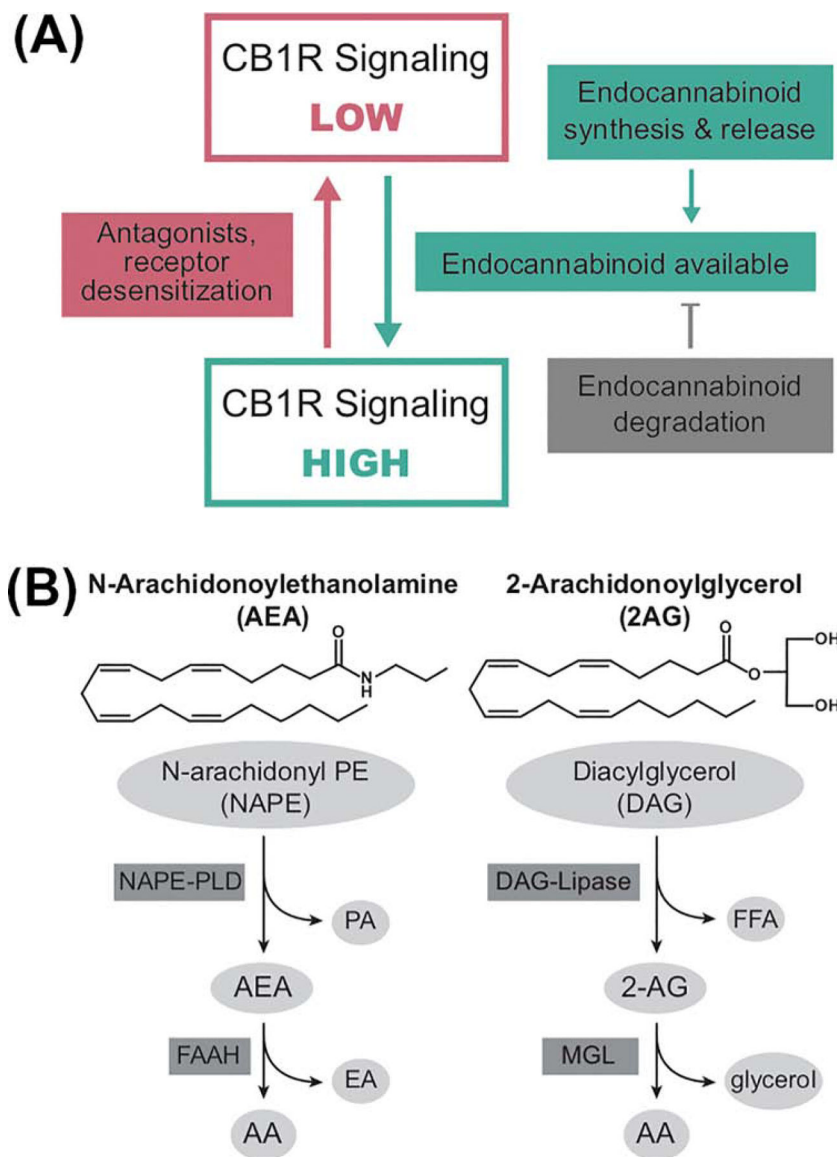 (A)
CB1R Signaling
LOW
Endocannabinoid
synthesis & release
Antagonists,
receptor
desensitization
Endocannabinoid available
CB1R Signaling
HIGH
Endocannabinoid
degradation
(B)
N-Arachidonoylethanolamine
(AEA)
2-Arachidonoylglycerol
(2AG)
O
N
H
O
O
OH
OH
N-arachidonyl PE
(NAPE)
Diacylglycerol
(DAG)
NAPE-PLD
PA
DAG-Lipase
FFA
AEA
2-AG
FAAH
EA
MGL
glycerol
AA
AA